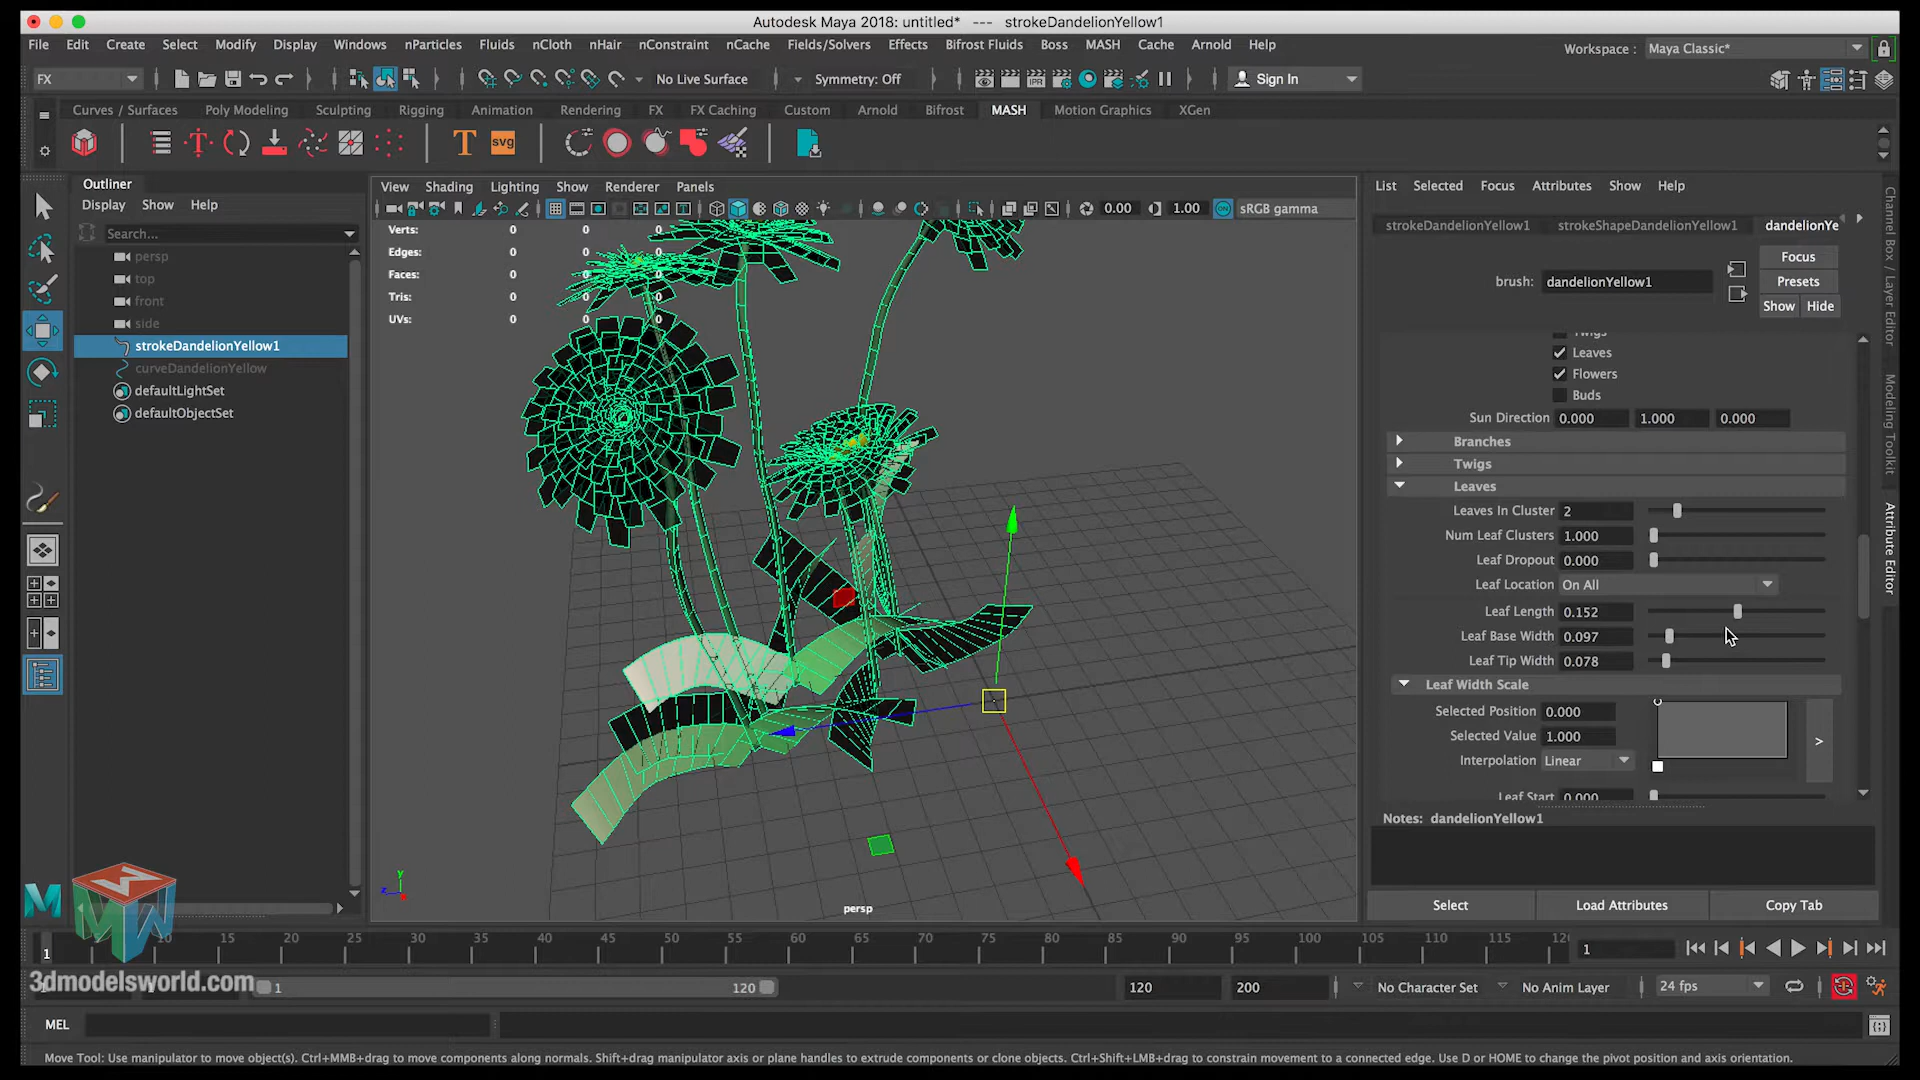 Autodesk Maya 2018: untitled* --- strokeDandelionYellow1
File Edit Create Select Modify Display Windows nParticles Fluids nCloth nHair nConstraint nCache Fields/Solvers Effects Bifrost Fluids Boss MASH Cache Arnold Help Workspace : Maya Classic*
FX No Live Surface Symmetry: Off Sign In
Curves / Surfaces Poly Modeling Sculpting Rigging Animation Rendering FX FX Caching Custom Arnold Bifrost MASH Motion Graphics XGen
T svg
Outliner
Display Show Help
Search...
persp
top
front
side
strokeDandelionYellow1
curveDandelionYellow
defaultLightSet
defaultObjectSet
View Shading Lighting Show Renderer Panels
0.00 1.00 ON sRGB gamma
Verts: 0 0 0
Edges: 0 0 0
Faces: 0 0 0
Tris: 0 0 0
UVs: 0 0 0
y
z
persp
List Selected Focus Attributes Show Help
strokeDandelionYellow1 strokeShapeDandelionYellow1 dandelionYe
Focus
brush: dandelionYellow1
Presets
Show Hide
Twigs
Leaves
Flowers
Buds
Sun Direction 0.000 1.000 0.000
Branches
Twigs
Leaves
Leaves In Cluster 2
Num Leaf Clusters 1.000
Leaf Dropout 0.000
Leaf Location On All
Leaf Length 0.152
Leaf Base Width 0.097
Leaf Tip Width 0.078
Leaf Width Scale
Selected Position 0.000
Selected Value 1.000
Interpolation Linear
>
Leaf Start 0.000
Notes: dandelionYellow1
Select Load Attributes Copy Tab
Channel Box / Layer Editor
Modeling Toolkit
Attribute Editor
1 10 15 20 25 30 35 40 45 50 55 60 65 70 75 80 85 90 95 100 105 110 115 12 1
3dmodelsworld.com
1 120 120 200 No Character Set No Anim Layer 24 fps
MEL
Move Tool: Use manipulator to move object(s). Ctrl+MMB+drag to move components along normals. Shift+drag manipulator axis or plane handles to extrude components or clone objects. Ctrl+Shift+LMB+drag to constrain movement to a connected edge. Use D or HOME to change the pivot position and axis orientation.